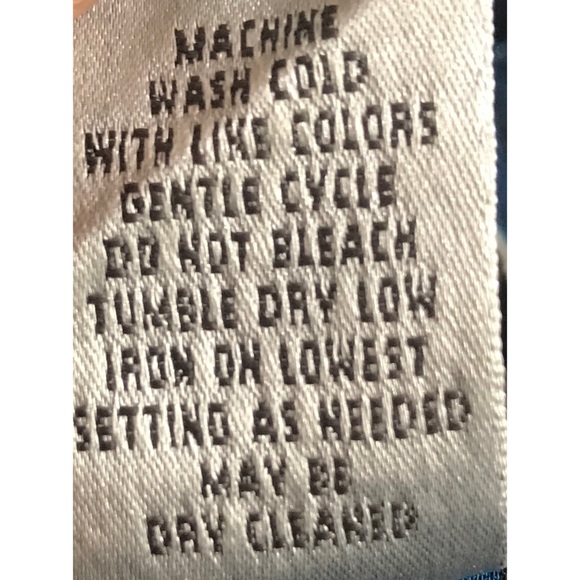 MACHINE
WASH COLD
WITH LIKE COLORS
GENTLE CYCLE
DO NOT BLEACH
TUMBLE DRY LOW
IRON ON LOWEST
SETTING AS NEEDED
MAY BE
DRY CLEANED